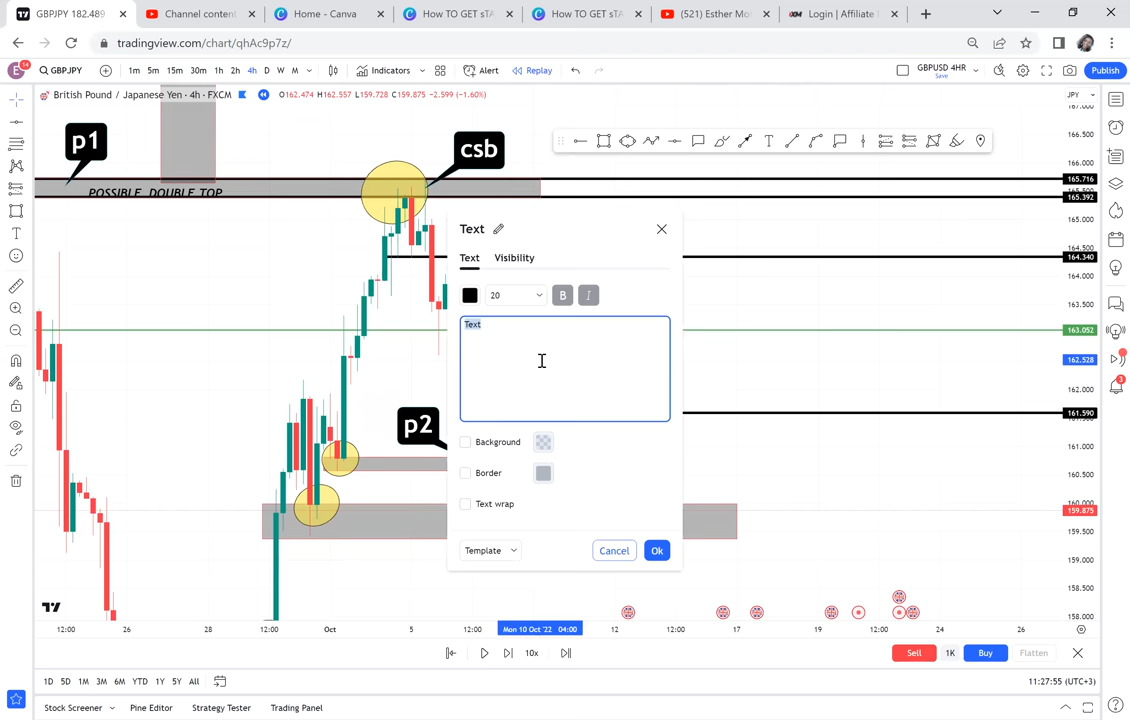 GBPJPY 182.489
Channel content
Home - Canva
How TO GET sTA
How TO GET sTA
(521) Esther Mo
Login | Affiliate
tradingview.com/chart/qhAc9p7z/
E
14
GBPJPY
1m 5m 15m 30m 1h 2h 4h D W M
Indicators
Alert
Replay
GBPUSD 4HR
Save
Publish
British Pound / Japanese Yen · 4h · FXCM
O162.474 H162.557 L159.728 C159.875 -2.599 (-1.60%)
JPY
167.000
166.500
166.000
165.716
165.392
165.000
164.500
164.340
164.000
163.500
163.052
162.528
162.000
161.590
161.000
160.500
160.000
159.875
159.500
159.000
158.500
158.000
p1
csb
POSSIBLE DOUBLE TOP
p2
Text
Text
Visibility
20
B
I
Text
Background
Border
Text wrap
Template
Cancel
Ok
3
12:00 26 28 12:00 Oct 5 12:00 Mon 10 Oct '22 04:00 12 12:00 17 19 12:00 24 26
10x
Sell
1K
Buy
Flatten
1D 5D 1M 3M 6M YTD 1Y 5Y All
11:27:55 (UTC+3)
Stock Screener
Pine Editor
Strategy Tester
Trading Panel